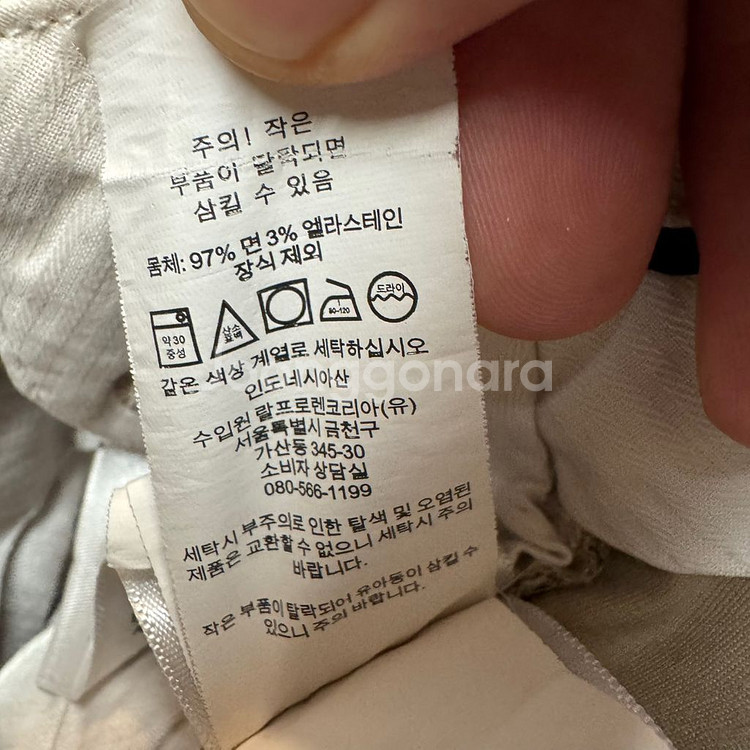 주의! 작은
부품이 탈락되면
삼킬 수 있음
몸체: 97% 면 3% 엘라스테인
장식 제외
약 30
중성
산소
표백
1
80-120
드라이
같은 색상 계열로 세탁하십시오
인도네시아산
수입원 랄프로렌코리아(유)
서울특별시 금천구
가산동 345-30
소비자 상담실
080-566-1199
세탁시 부주의로 인한 탈색 및 오염된
제품은 교환할 수 없으니 세탁시 주의
바랍니다.
작은 부품이 탈락되어 유아동이 삼킬 수
있으니 주의 바랍니다.